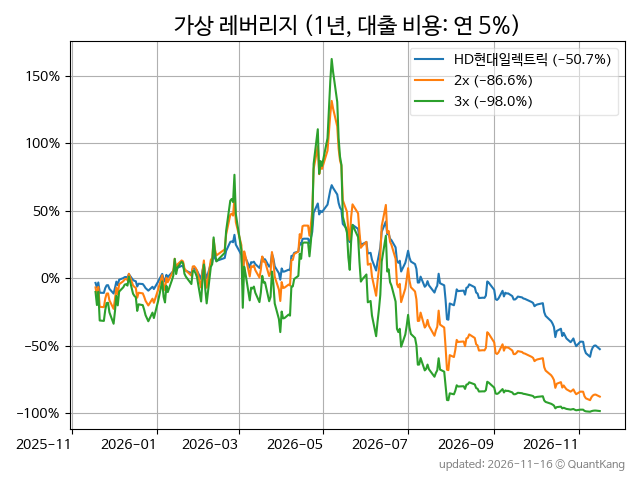 가상 레버리지 (1년, 대출 비용: 연 5%)
HD현대일렉트릭 (−50.7%)
2x (−86.6%)
3x (−98.0%)
150%
100%
50%
0%
−50%
−100%
2025−11 2026−01 2026−03 2026−05 2026−07 2026−09 2026−11
updated: 2026-11-16 © QuantKang